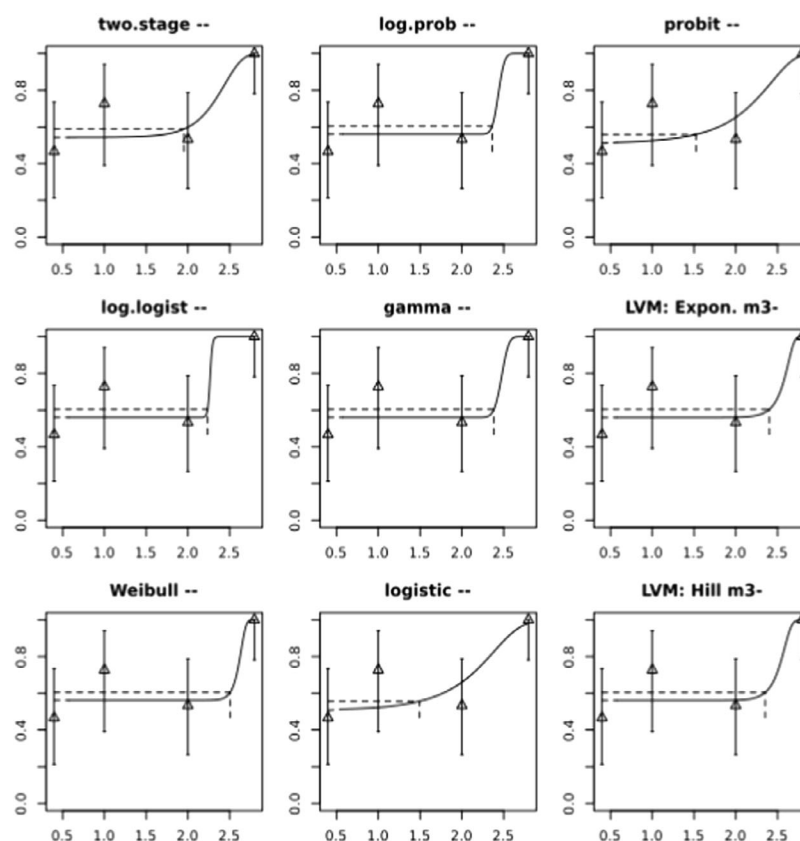 two.stage --
log.prob --
probit --
0.0 0.4 0.8
0.0 0.4 0.8
0.0 0.4 0.8
0.5 1.0 1.5 2.0 2.5
0.5 1.0 1.5 2.0 2.5
0.5 1.0 1.5 2.0 2.5
log.logist --
gamma --
LVM: Expon. m3-
0.0 0.4 0.8
0.0 0.4 0.8
0.0 0.4 0.8
0.5 1.0 1.5 2.0 2.5
0.5 1.0 1.5 2.0 2.5
0.5 1.0 1.5 2.0 2.5
Weibull --
logistic --
LVM: Hill m3-
0.0 0.4 0.8
0.0 0.4 0.8
0.0 0.4 0.8
0.5 1.0 1.5 2.0 2.5
0.5 1.0 1.5 2.0 2.5
0.5 1.0 1.5 2.0 2.5